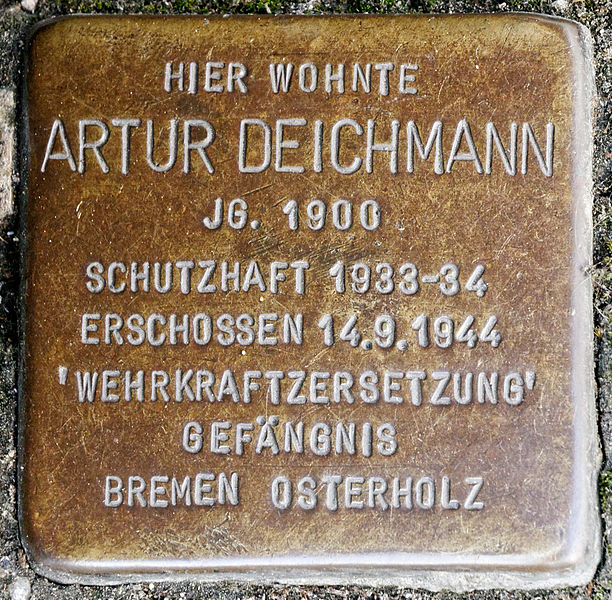 HIER WOHNTE
ARTUR DEICHMANN
JG. 1900
SCHUTZHAFT 1933-34
ERSCHOSSEN 14.9.1944
'WEHRKRAFTZERSETZUNG'
GEFÄNGNIS
BREMEN OSTERHOLZ